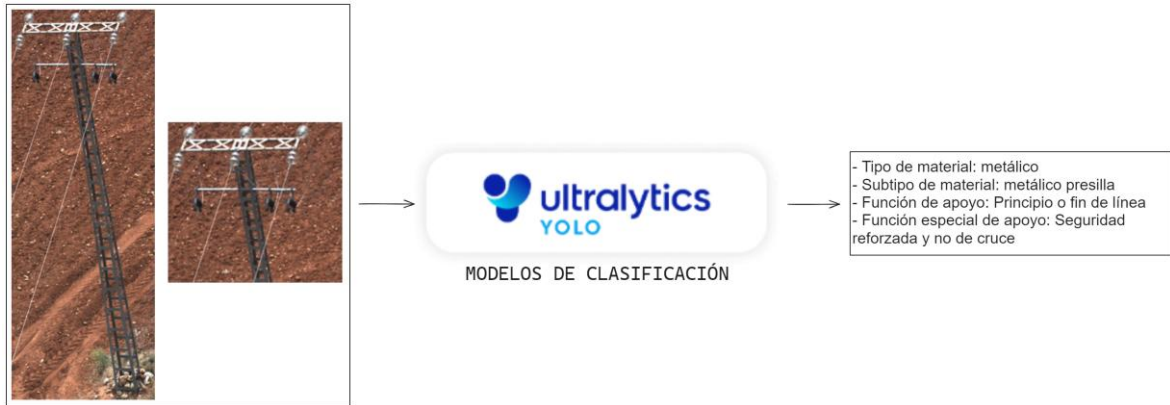 ultralytics
YOLO
MODELOS DE CLASIFICACIÓN
- Tipo de material: metálico
- Subtipo de material: metálico presilla
- Función de apoyo: Principio o fin de línea
- Función especial de apoyo: Seguridad
reforzada y no de cruce